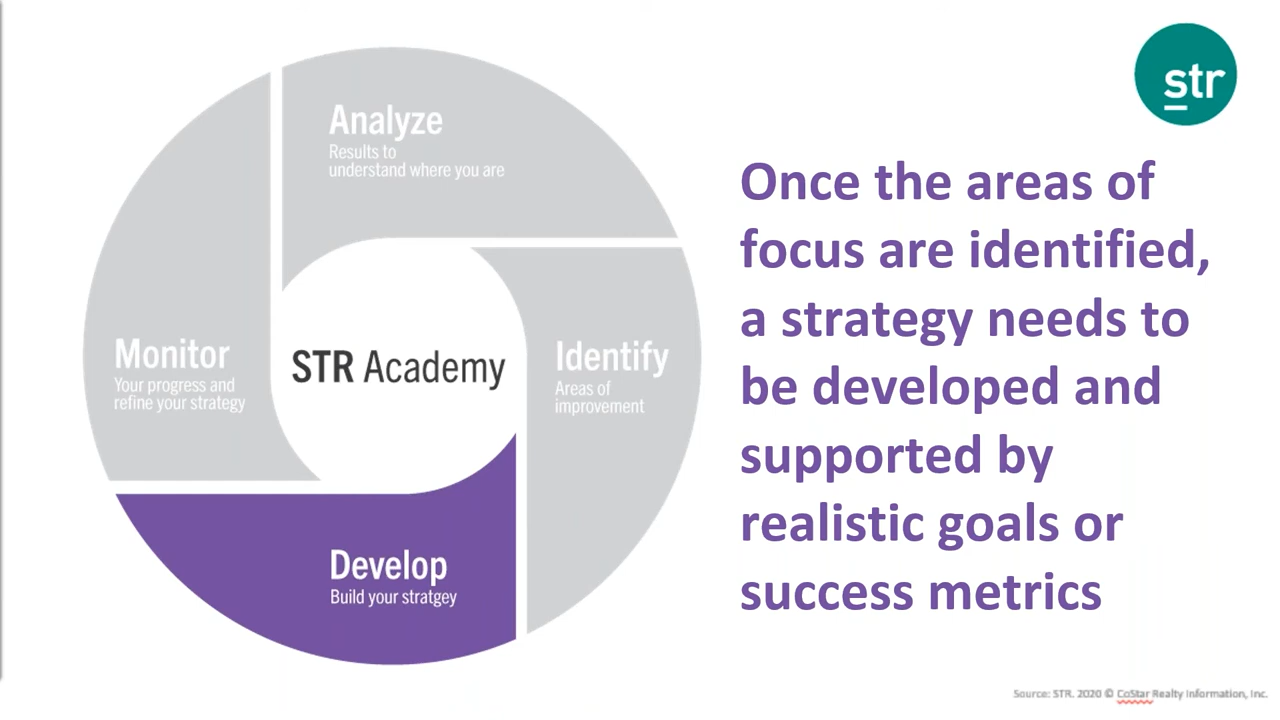 str
Analyze
Results to
understand where you are
Monitor
Your progress and
refine your strategy
STR Academy
Identify
Areas of
improvement
Develop
Build your stratgey
Once the areas of
focus are identified,
a strategy needs to
be developed and
supported by
realistic goals or
success metrics
Source: STR. 2020 © CoStar Realty Information, Inc.